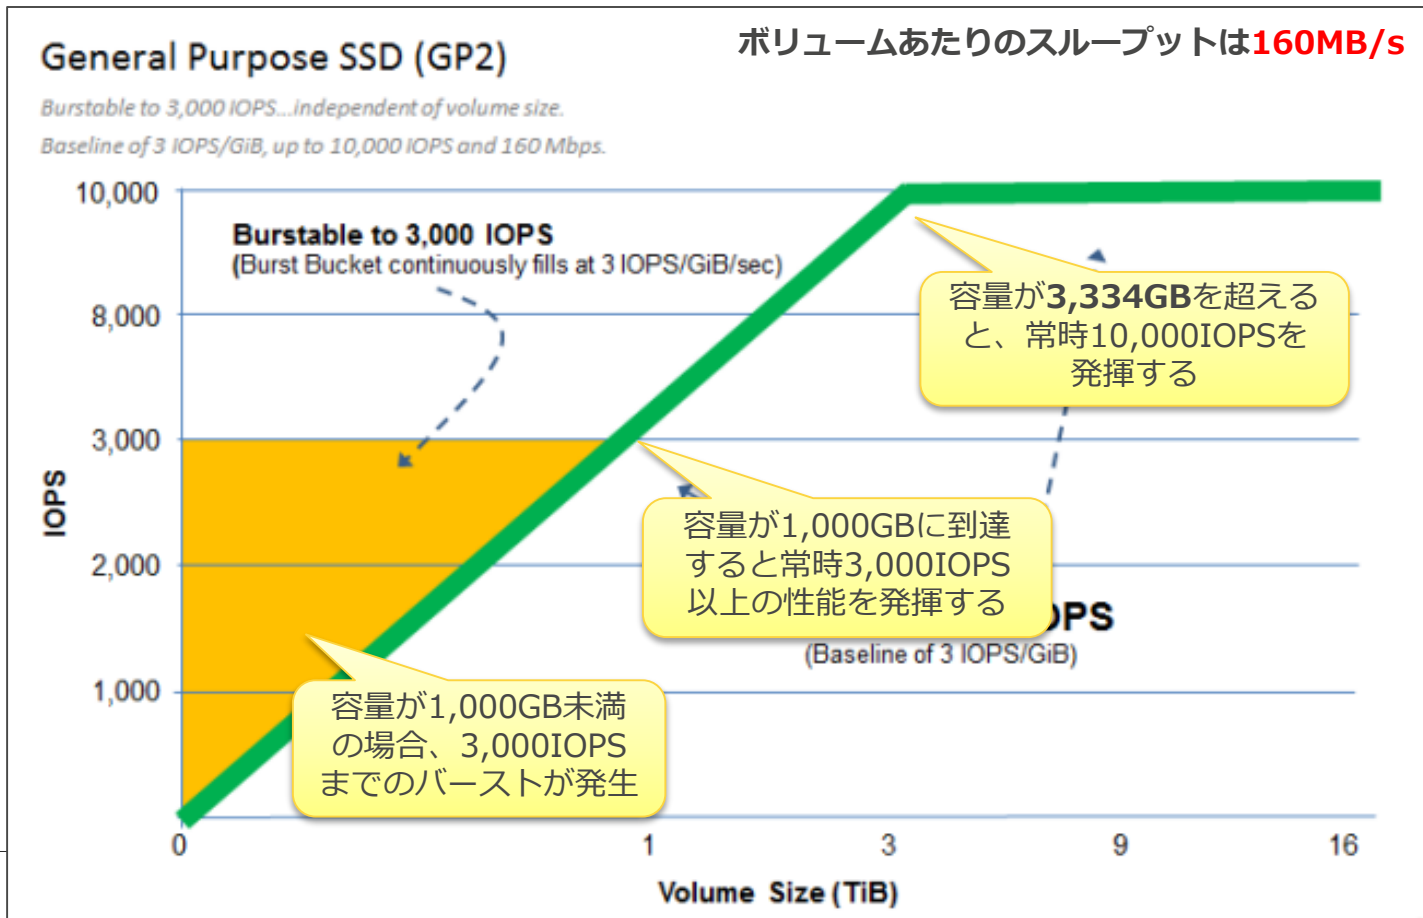 General Purpose SSD (GP2)
ボリュームあたりのスループットは160MB/s
Burstable to 3,000 IOPS...independent of volume size.
Baseline of 3 IOPS/GiB, up to 10,000 IOPS and 160 Mbps.
10,000
Burstable to 3,000 IOPS
(Burst Bucket continuously fills at 3 IOPS/GiB/sec)
容量が3,334GBを超える
と、常時10,000IOPSを
発揮する
8,000
3,000
IOPS
容量が1,000GBに到達
すると常時3,000IOPS
以上の性能を発揮する
2,000
(Baseline of 3 IOPS/GiB)
1,000
容量が1,000GB未満
の場合、3,000IOPS
までのバーストが発生
0
1
3
9
16
Volume Size (TiB)